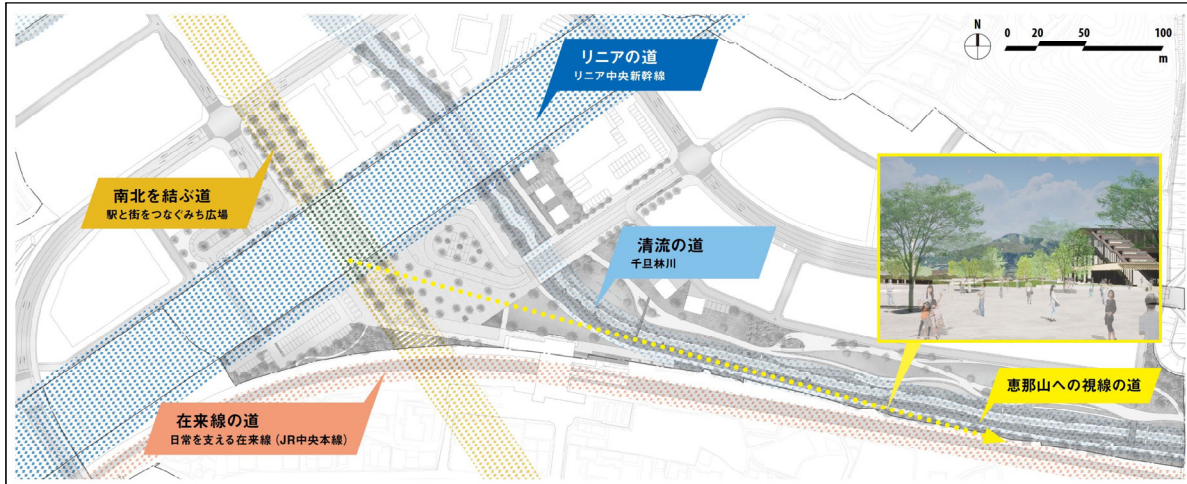 N
0 20 50 100
m
リニアの道
リニア中央新幹線
南北を結ぶ道
駅と街をつなぐみち広場
清流の道
千旦林川
恵那山への視線の道
在来線の道
日常を支える在来線（JR中央本線）